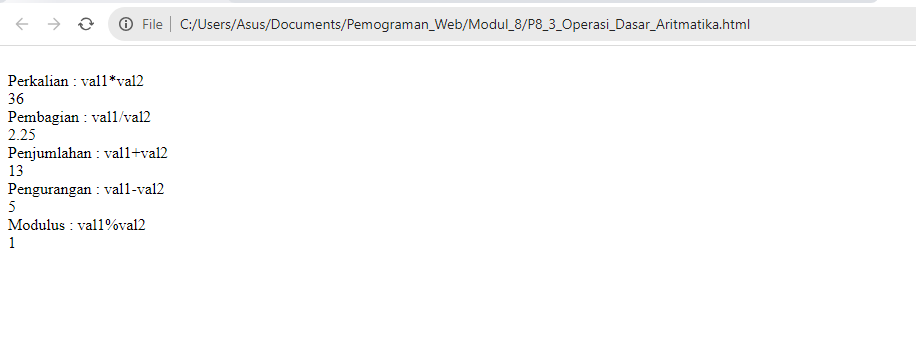 File C:/Users/Asus/Documents/Pemograman_Web/Modul_8/P8_3_Operasi_Dasar_Aritmatika.html
Perkalian : val1*val2
36
Pembagian : val1/val2
2.25
Penjumlahan : val1+val2
13
Pengurangan : val1-val2
5
Modulus : val1%val2
1